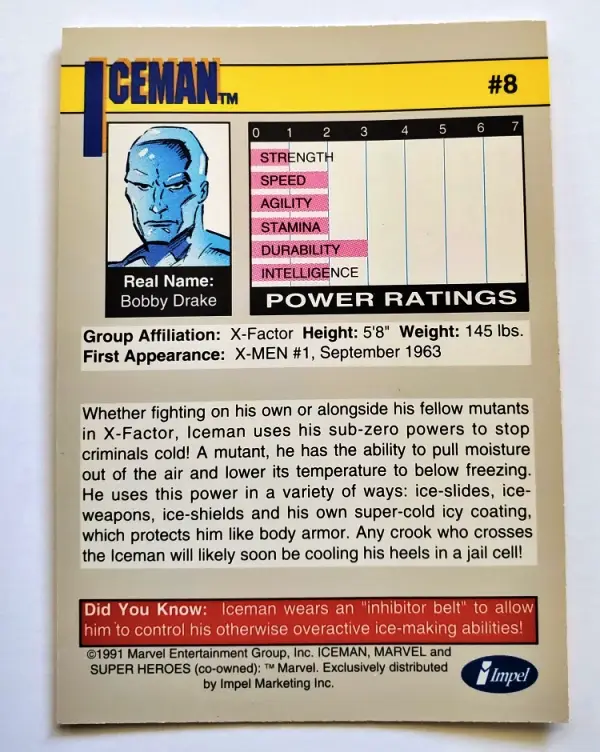 ICEMAN™
#8
0 1 2 3 4 5 6 7
STRENGTH
SPEED
AGILITY
STAMINA
DURABILITY
INTELLIGENCE
POWER RATINGS
Real Name:
Bobby Drake
Group Affiliation: X-Factor Height: 5'8" Weight: 145 lbs.
First Appearance: X-MEN #1, September 1963
Whether fighting on his own or alongside his fellow mutants
in X-Factor, Iceman uses his sub-zero powers to stop
criminals cold! A mutant, he has the ability to pull moisture
out of the air and lower its temperature to below freezing.
He uses this power in a variety of ways: ice-slides, ice-
weapons, ice-shields and his own super-cold icy coating,
which protects him like body armor. Any crook who crosses
the Iceman will likely soon be cooling his heels in a jail cell!
Did You Know: Iceman wears an "inhibitor belt" to allow
him to control his otherwise overactive ice-making abilities!
©1991 Marvel Entertainment Group, Inc. ICEMAN, MARVEL and
SUPER HEROES (co-owned): ™ Marvel. Exclusively distributed
by Impel Marketing Inc.
Impel